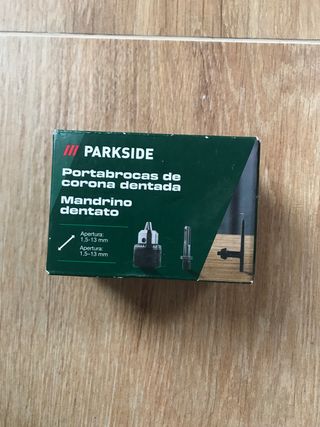 /// PARKSIDE
Portabrocas de
corona dentada
Mandrino
dentato
Apertura:
1,5-13 mm
Apertura:
1,5-13 mm